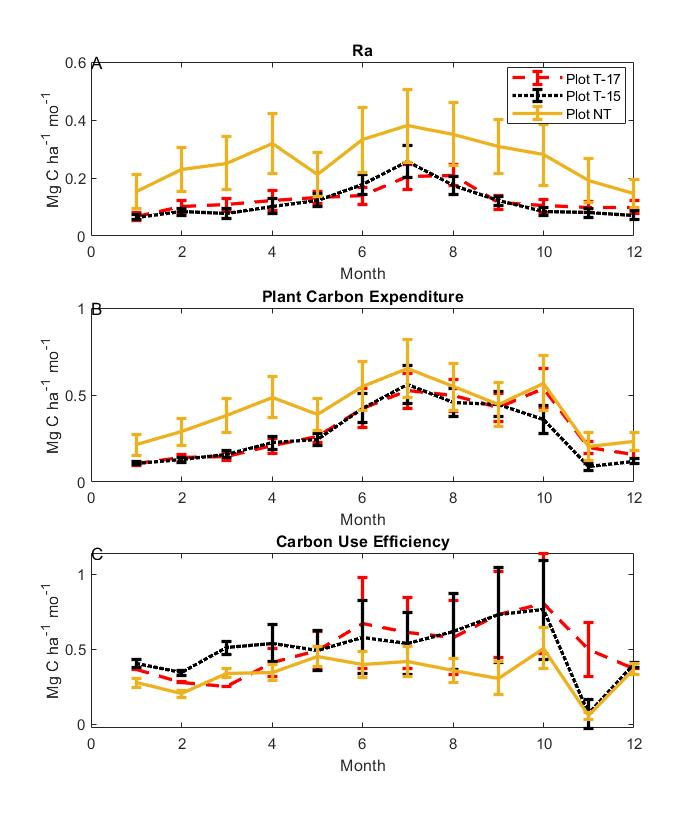 Ra
A
0.6
0.4
0.2
0
Mg C ha-1 mo-1
Plot T-17
Plot T-15
Plot NT
0 2 4 6 8 10 12
Month
Plant Carbon Expenditure
B
1
0.5
0
Mg C ha-1 mo-1
0 2 4 6 8 10 12
Month
Carbon Use Efficiency
C
1
0.5
0
Mg C ha-1 mo-1
0 2 4 6 8 10 12
Month